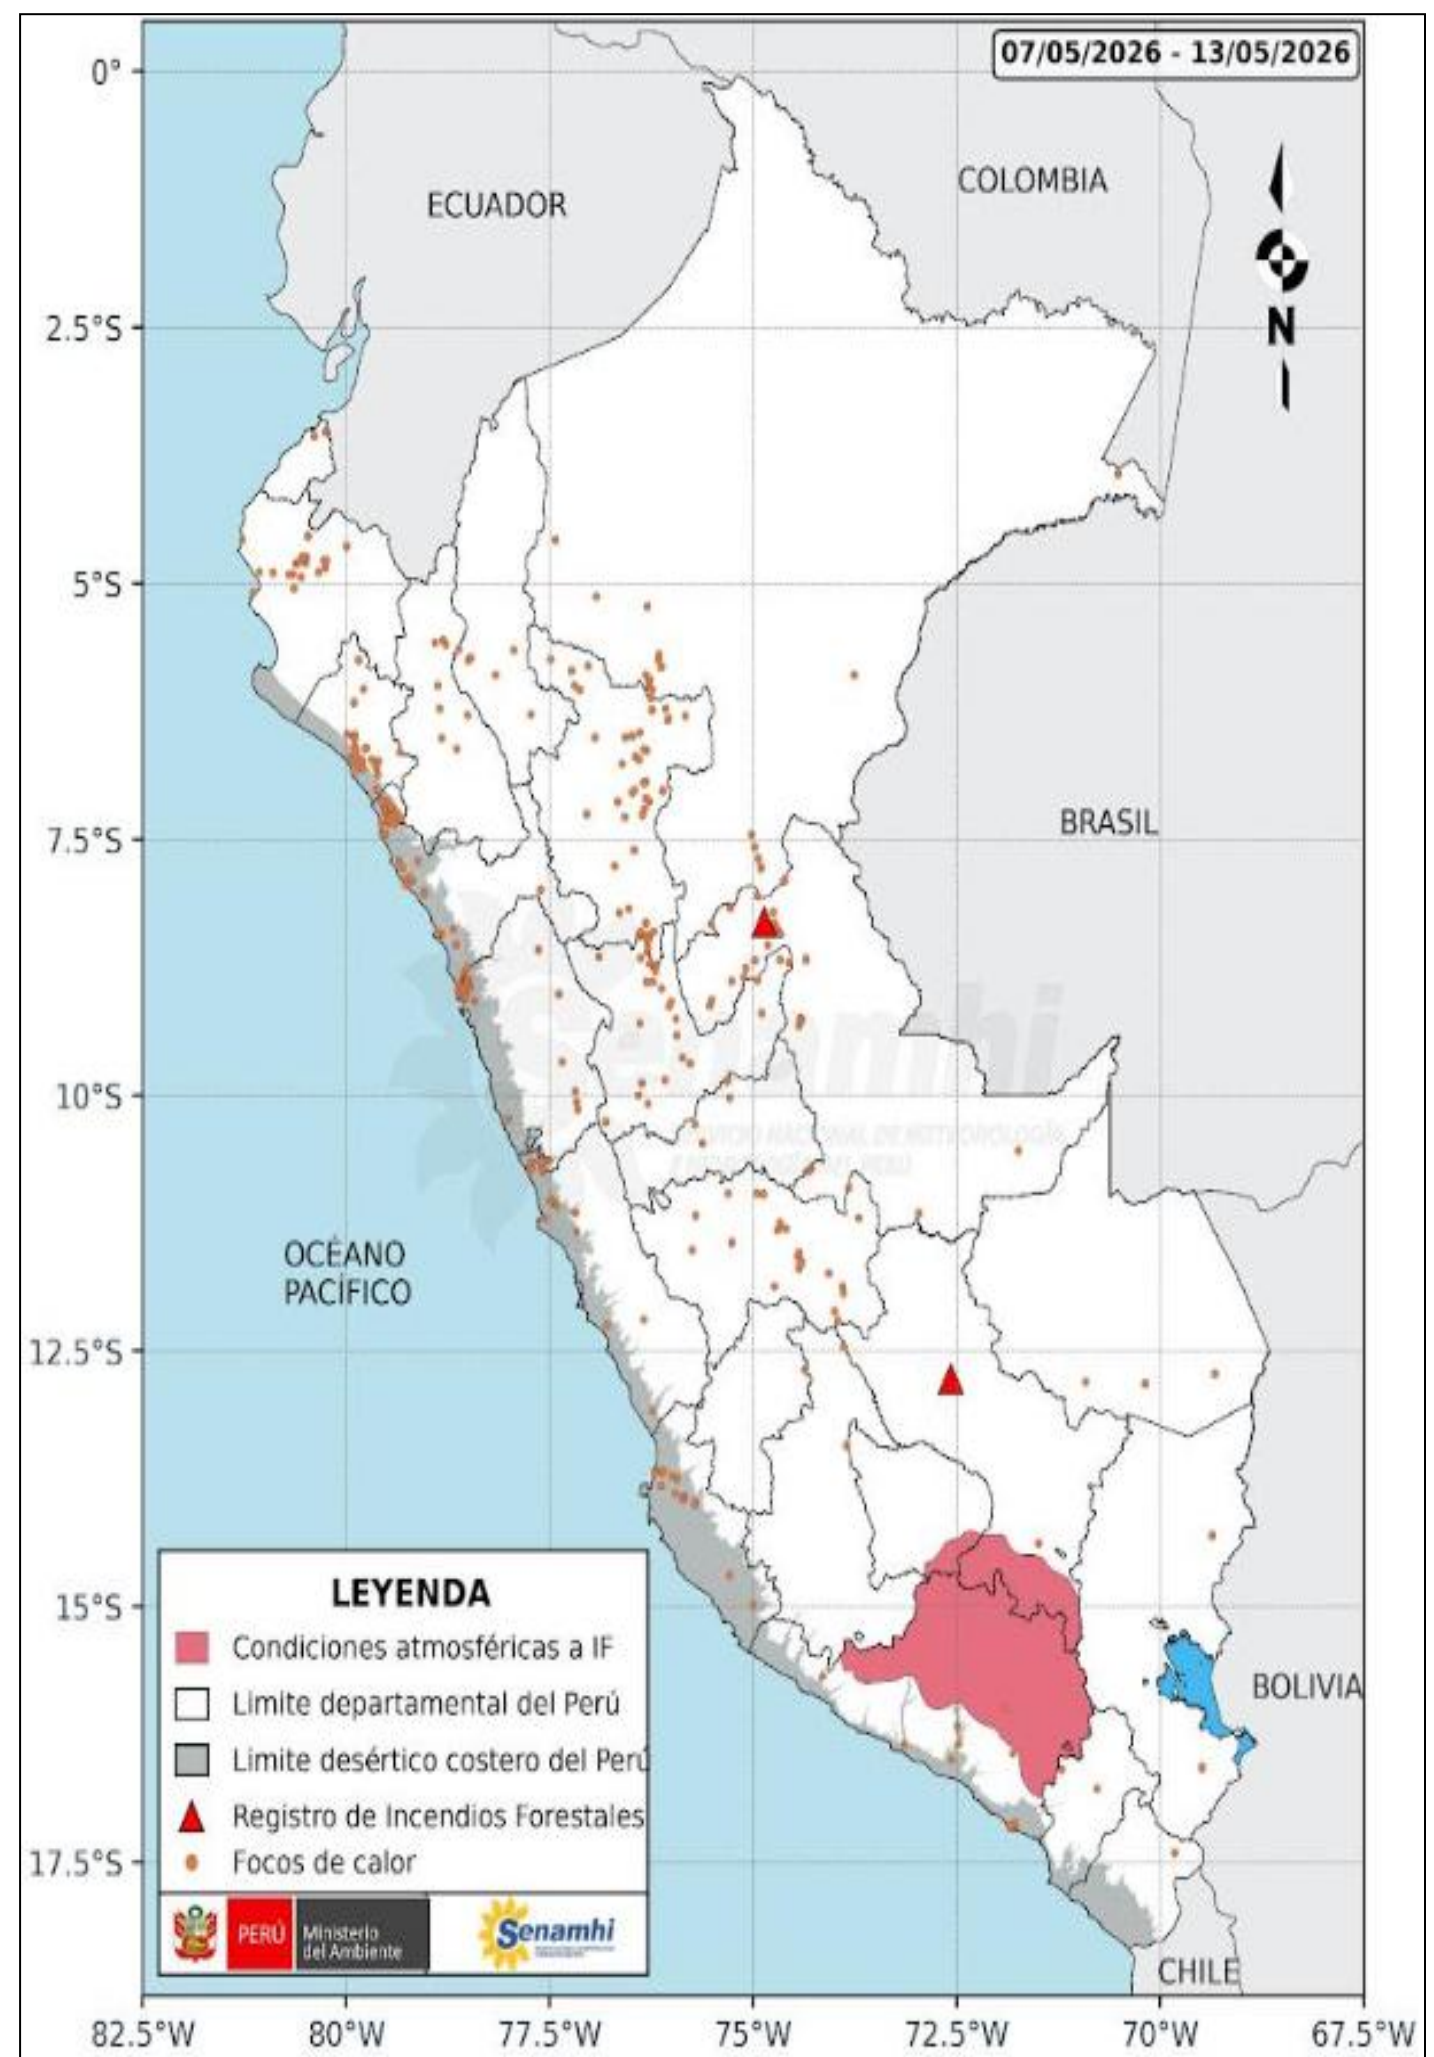 07/05/2026 - 13/05/2026
0°
COLOMBIA
ECUADOR
2.5°S
N
5°S
BRASIL
7.5°S
Senamhi
10°S
OCÉANO
PACÍFICO
12.5°S
LEYENDA
15°S
Condiciones atmosféricas a IF
BOLIVIA
Limite departamental del Perú
Limite desértico costero del Perú
Registro de Incendios Forestales
17.5°S
Focos de calor
PERÚ
Ministerio
del Ambiente
Senamhi
CHILE
82.5°W
80°W
77.5°W
75°W
72.5°W
70°W
67.5°W